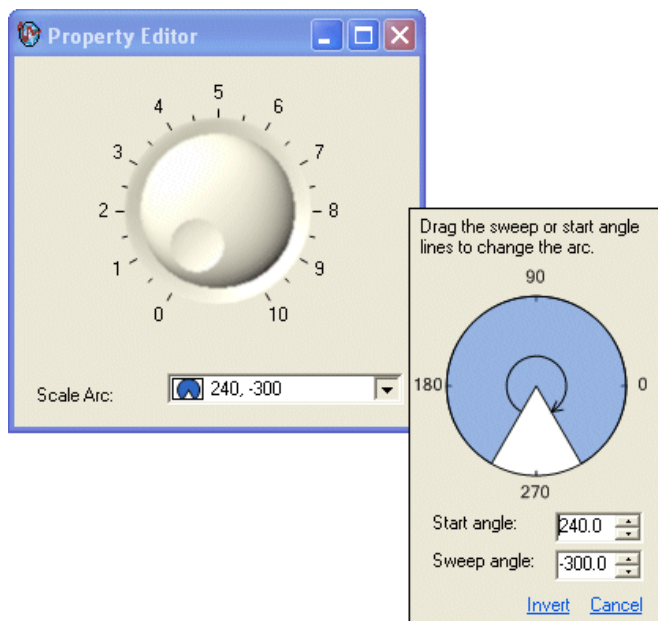 Property Editor
5
4
6
3
7
2
8
1
9
0
10
Scale Arc:
240, -300
Drag the sweep or start angle
lines to change the arc.
90
180
0
270
Start angle:
240.0
Sweep angle:
-300.0
Invert
Cancel